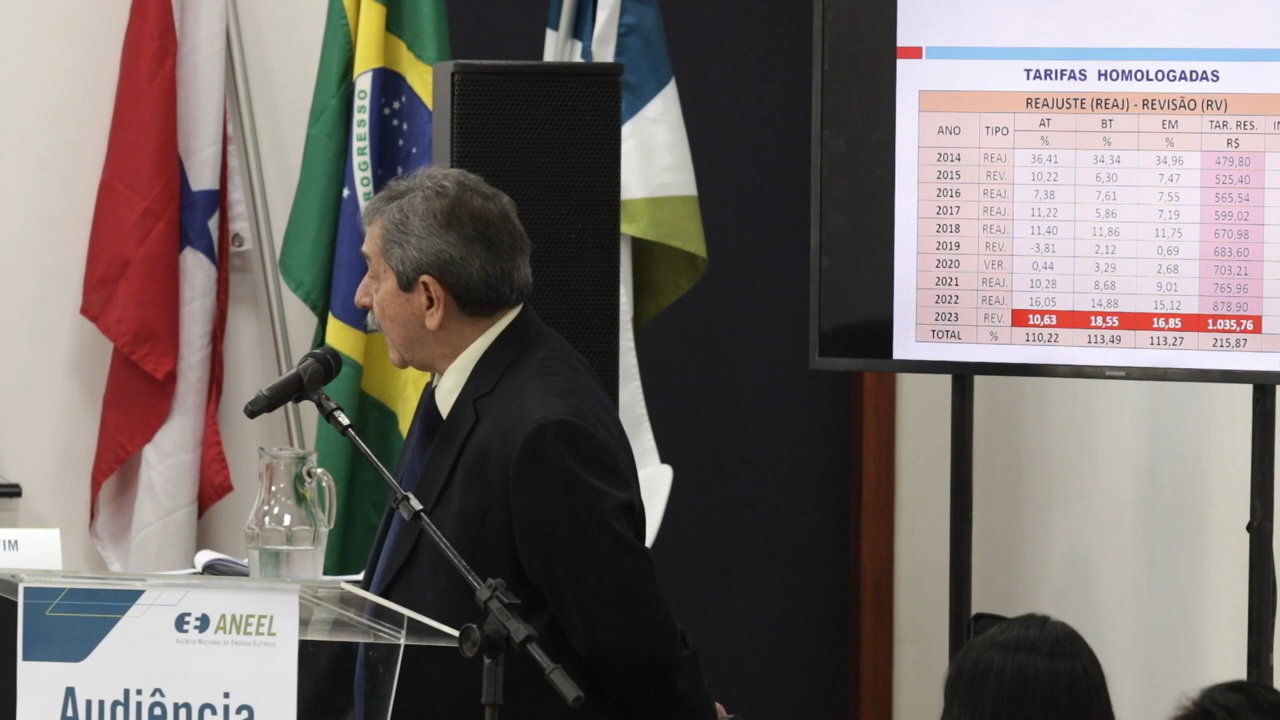 ROGRESSO
TARIFAS HOMOLOGADAS
REAJUSTE (REAJ) - REVISÃO (RV)
ANO TIPO AT BT EM TAR. RES.
% % % R$
2014 REAJ. 36,41 34,34 34,96 479,80
2015 REV. 10,22 6,30 7,47 525,40
2016 REAJ. 7,38 7,61 7,55 565,54
2017 REAJ. 11,22 5,86 7,19 599,02
2018 REAJ. 11,40 11,86 11,75 670,98
2019 REV. -3,81 2,12 0,69 683,60
2020 VER. 0,44 3,29 2,68 703,21
2021 REAJ. 10,28 8,68 9,01 765,96
2022 REAJ. 16,05 14,88 15,12 878,90
2023 REV. 10,63 18,55 16,85 1.035,76
TOTAL % 110,22 113,49 113,27 215,87
ANEEL
AGÊNCIA NACIONAL DE ENERGIA ELÉTRICA
Audiência